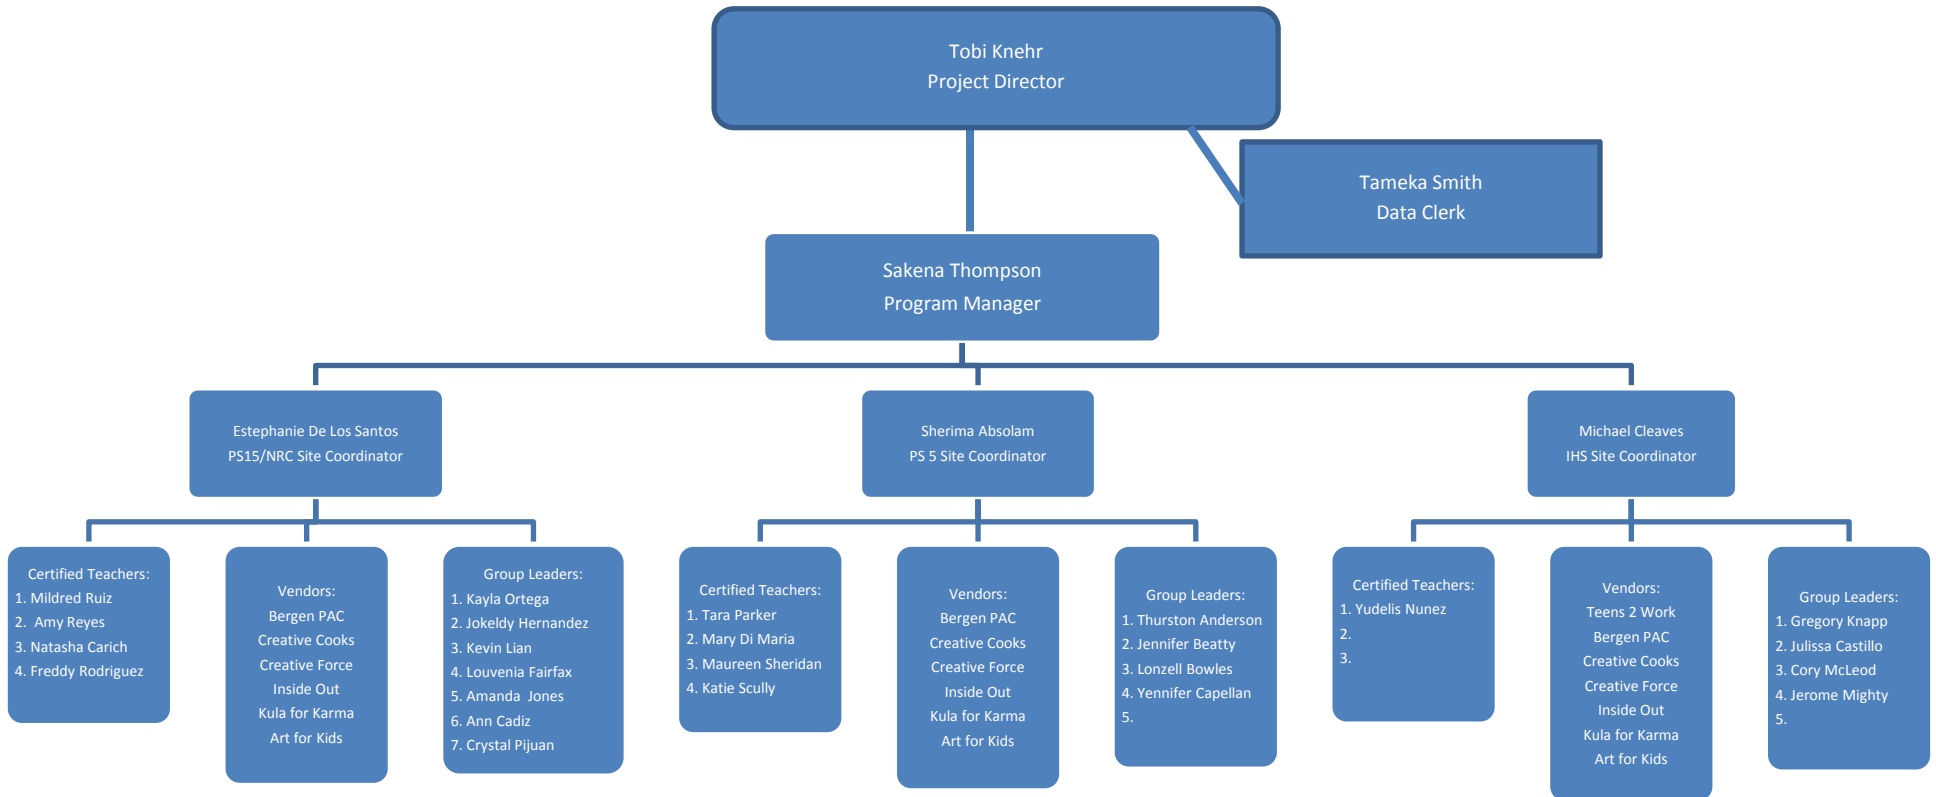 Tobi Knehr
Project Director
Tameka Smith
Data Clerk
Sakena Thompson
Program Manager
Estephanie De Los Santos
PS15/NRC Site Coordinator
Sherima Absolam
PS 5 Site Coordinator
Michael Cleaves
IHS Site Coordinator
Certified Teachers:
1. Mildred Ruiz
2. Amy Reyes
3. Natasha Carich
4. Freddy Rodriguez
Vendors:
Bergen PAC
Creative Cooks
Creative Force
Inside Out
Kula for Karma
Art for Kids
Group Leaders:
1. Kayla Ortega
2. Jokeldy Hernandez
3. Kevin Lian
4. Louvenia Fairfax
5. Amanda Jones
6. Ann Cadiz
7. Crystal Pijuan
Certified Teachers:
1. Tara Parker
2. Mary Di Maria
3. Maureen Sheridan
4. Katie Scully
Vendors:
Bergen PAC
Creative Cooks
Creative Force
Inside Out
Kula for Karma
Art for Kids
Group Leaders:
1. Thurston Anderson
2. Jennifer Beatty
3. Lonzell Bowles
4. Yennifer Capellan
5.
Certified Teachers:
1. Yudelis Nunez
2.
3.
Vendors:
Teens 2 Work
Bergen PAC
Creative Cooks
Creative Force
Inside Out
Kula for Karma
Art for Kids
Group Leaders:
1. Gregory Knapp
2. Julissa Castillo
3. Cory McLeod
4. Jerome Mighty
5.